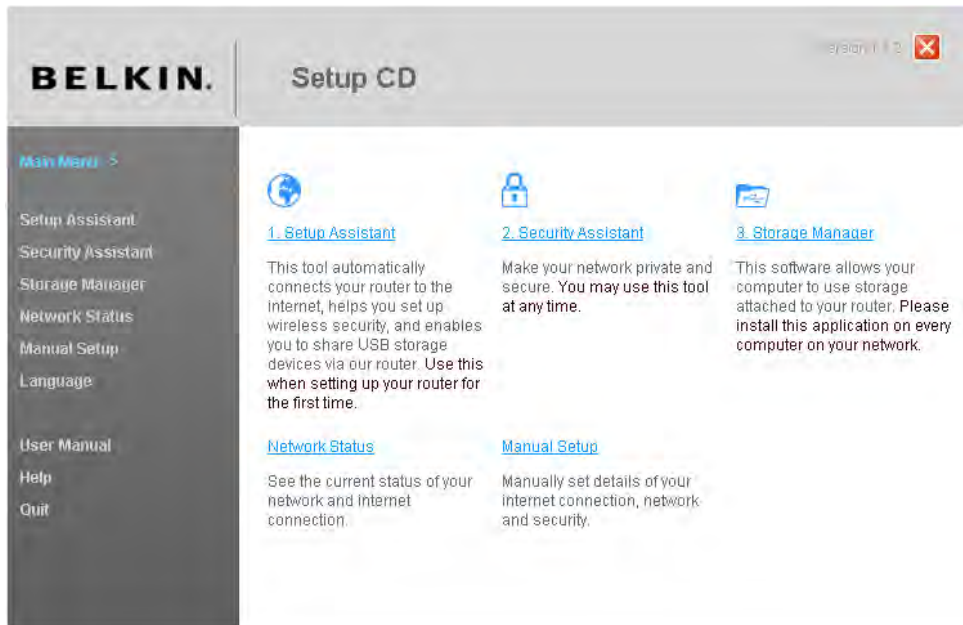 BELKIN.
Setup CD
Main Menu >
Setup Assistant
Security Assistant
Storage Manager
Network Status
Manual Setup
Language
User Manual
Help
Quit
1. Setup Assistant
This tool automatically
connects your router to the
internet, helps you set up
wireless security, and enables
you to share USB storage
devices via our router. Use this
when setting up your router for
the first time.
2. Security Assistant
Make your network private and
secure. You may use this tool
at any time.
3. Storage Manager
This software allows your
computer to use storage
attached to your router. Please
install this application on every
computer on your network.
Network Status
See the current status of your
network and internet
connection.
Manual Setup
Manually set details of your
internet connection, network
and security.